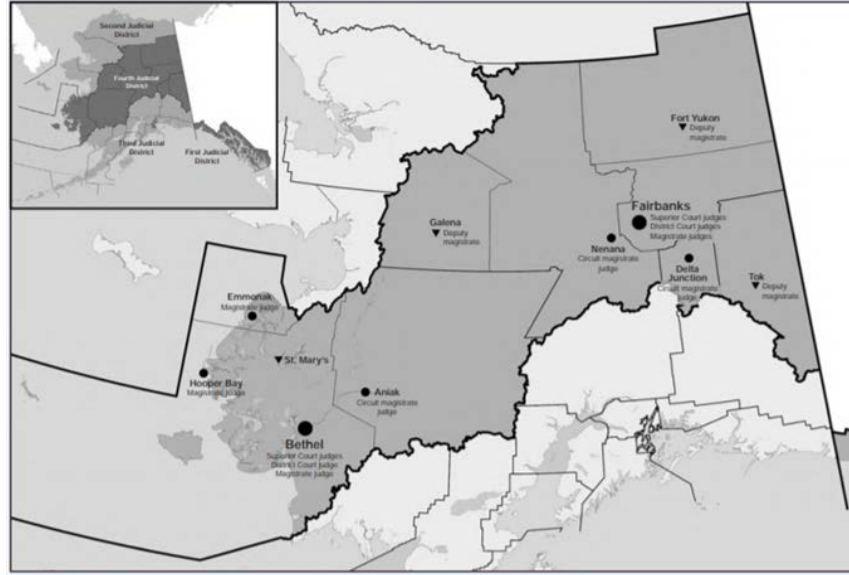 Second Judicial
District
Fourth Judicial
District
Third Judicial
District
First Judicial
District
Fort Yukon
Deputy
magistrate
Fairbanks
Superior Court judges
District Court judges
Magistrate judges
Galena
Deputy
magistrate
Nenana
Circuit magistrate
judge
Delta
Junction
Circuit magistrate
judge
Tok
Deputy
magistrate
Emmonak
Magistrate judge
St. Mary's
Hooper Bay
Magistrate judge
Aniak
Circuit magistrate
judge
Bethel
Superior Court judges
District Court judge
Magistrate judge